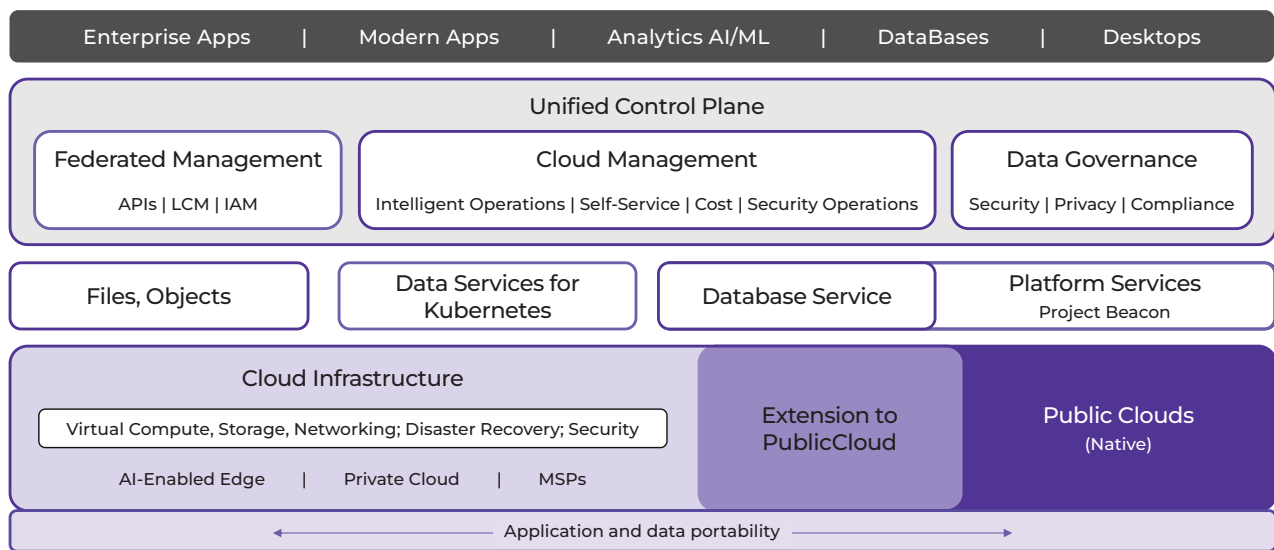 Enterprise Apps | Modern Apps | Analytics AI/ML | DataBases | Desktops
Unified Control Plane
Federated Management
APIs | LCM | IAM
Cloud Management
Intelligent Operations | Self-Service | Cost | Security Operations
Data Governance
Security | Privacy | Compliance
Files, Objects
Data Services for
Kubernetes
Database Service
Platform Services
Project Beacon
Cloud Infrastructure
Virtual Compute, Storage, Networking; Disaster Recovery; Security
AI-Enabled Edge | Private Cloud | MSPs
Extension to
PublicCloud
Public Clouds
(Native)
Application and data portability